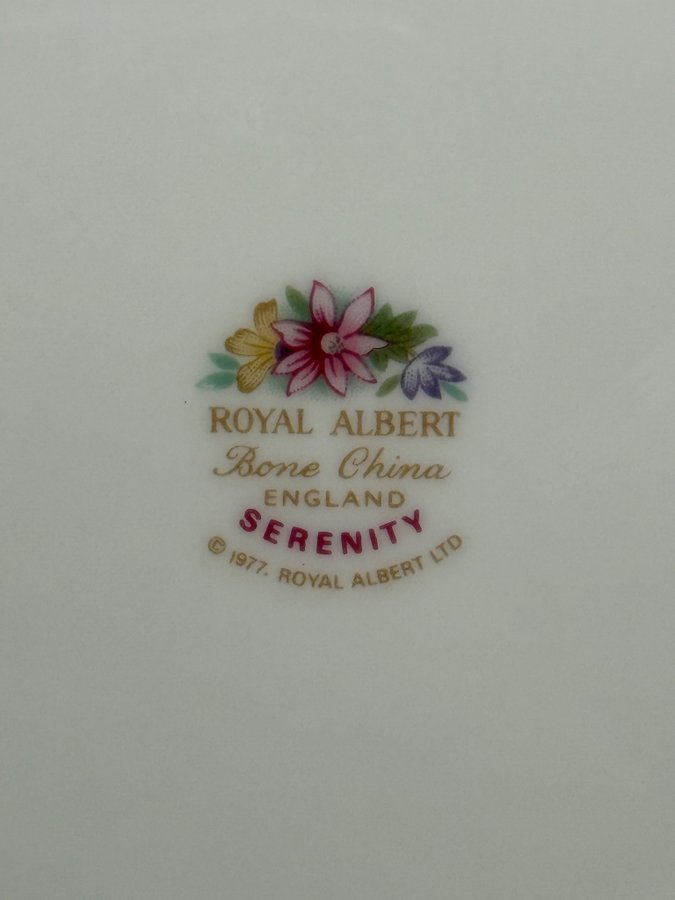 ROYAL ALBERT
Bone China
ENGLAND
SERENITY
© 1977. ROYAL ALBERT LTD